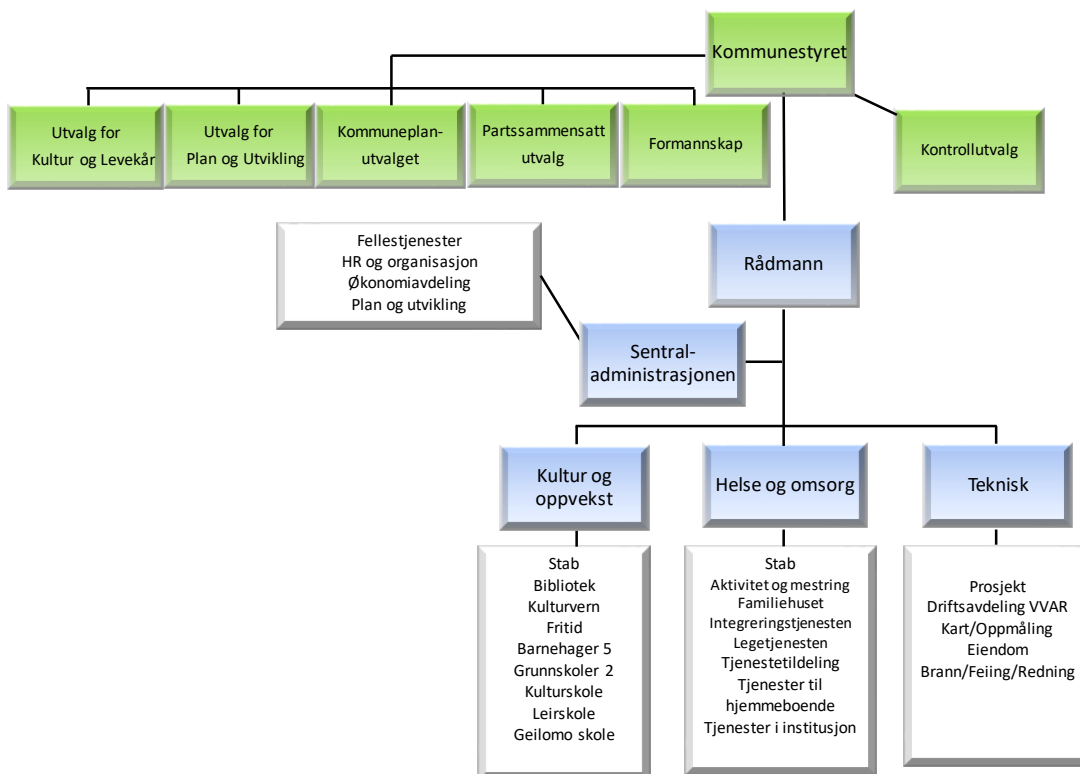 Kommunestyret
Utvalg for
Kultur og Levekår
Utvalg for
Plan og Utvikling
Kommuneplan-
utvalget
Partssammensatt
utvalg
Formannskap
Kontrollutvalg
Fellestjenester
HR og organisasjon
Økonomiavdeling
Plan og utvikling
Rådmann
Sentral-
administrasjonen
Kultur og
oppvekst
Helse og omsorg
Teknisk
Stab
Bibliotek
Kulturvern
Fritid
Barnehager 5
Grunnskoler 2
Kulturskole
Leirskole
Geilomo skole
Stab
Aktivitet og mestring
Familiehuset
Integreringstjenesten
Legetjenesten
Tjenestetildeling
Tjenester til
hjemmeboende
Tjenester i institusjon
Prosjekt
Driftsavdeling VVAR
Kart/Oppmåling
Eiendom
Brann/Feiing/Redning